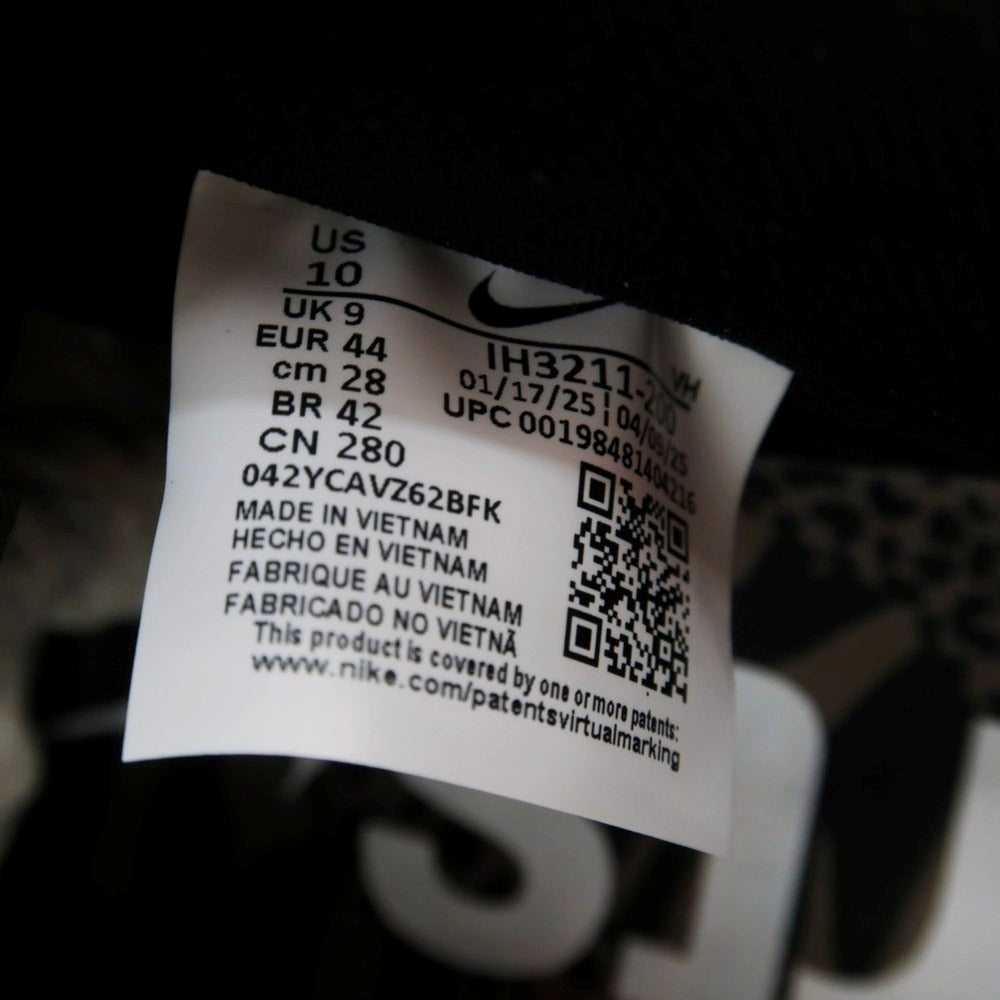 US
10
UK 9
EUR 44
cm 28
BR 42
CN 280
042YCAVZ62BFK
MADE IN VIETNAM
HECHO EN VIETNAM
FABRIQUE AU VIETNAM
FABRICADO NO VIETNÃ
This product is covered by one or more patents:
www.nike.com/patentsvirtualmarking
VH
IH3211-200
01/17/25 | 04/09/25
UPC 00198481404216